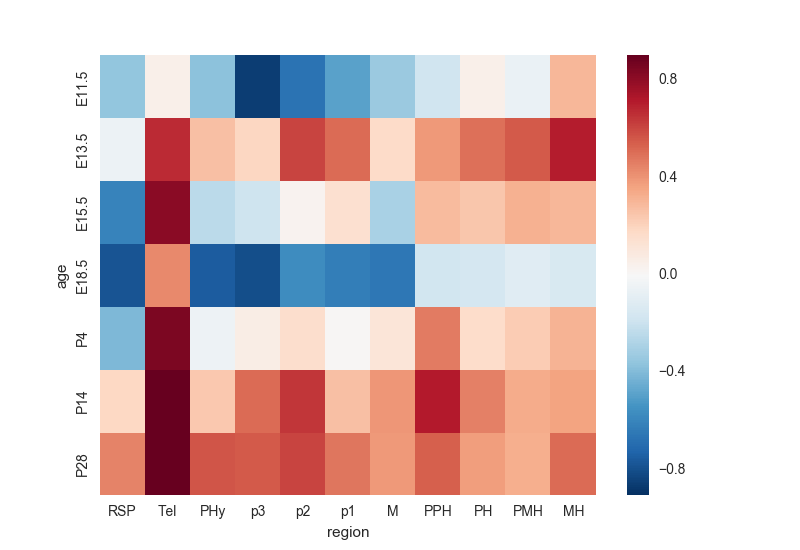 E11.5
E13.5
E15.5
E18.5
P4
P14
P28
age
RSP Tel PHy p3 p2 p1 M PPH PH PMH MH
region
0.8
0.4
0.0
−0.4
−0.8